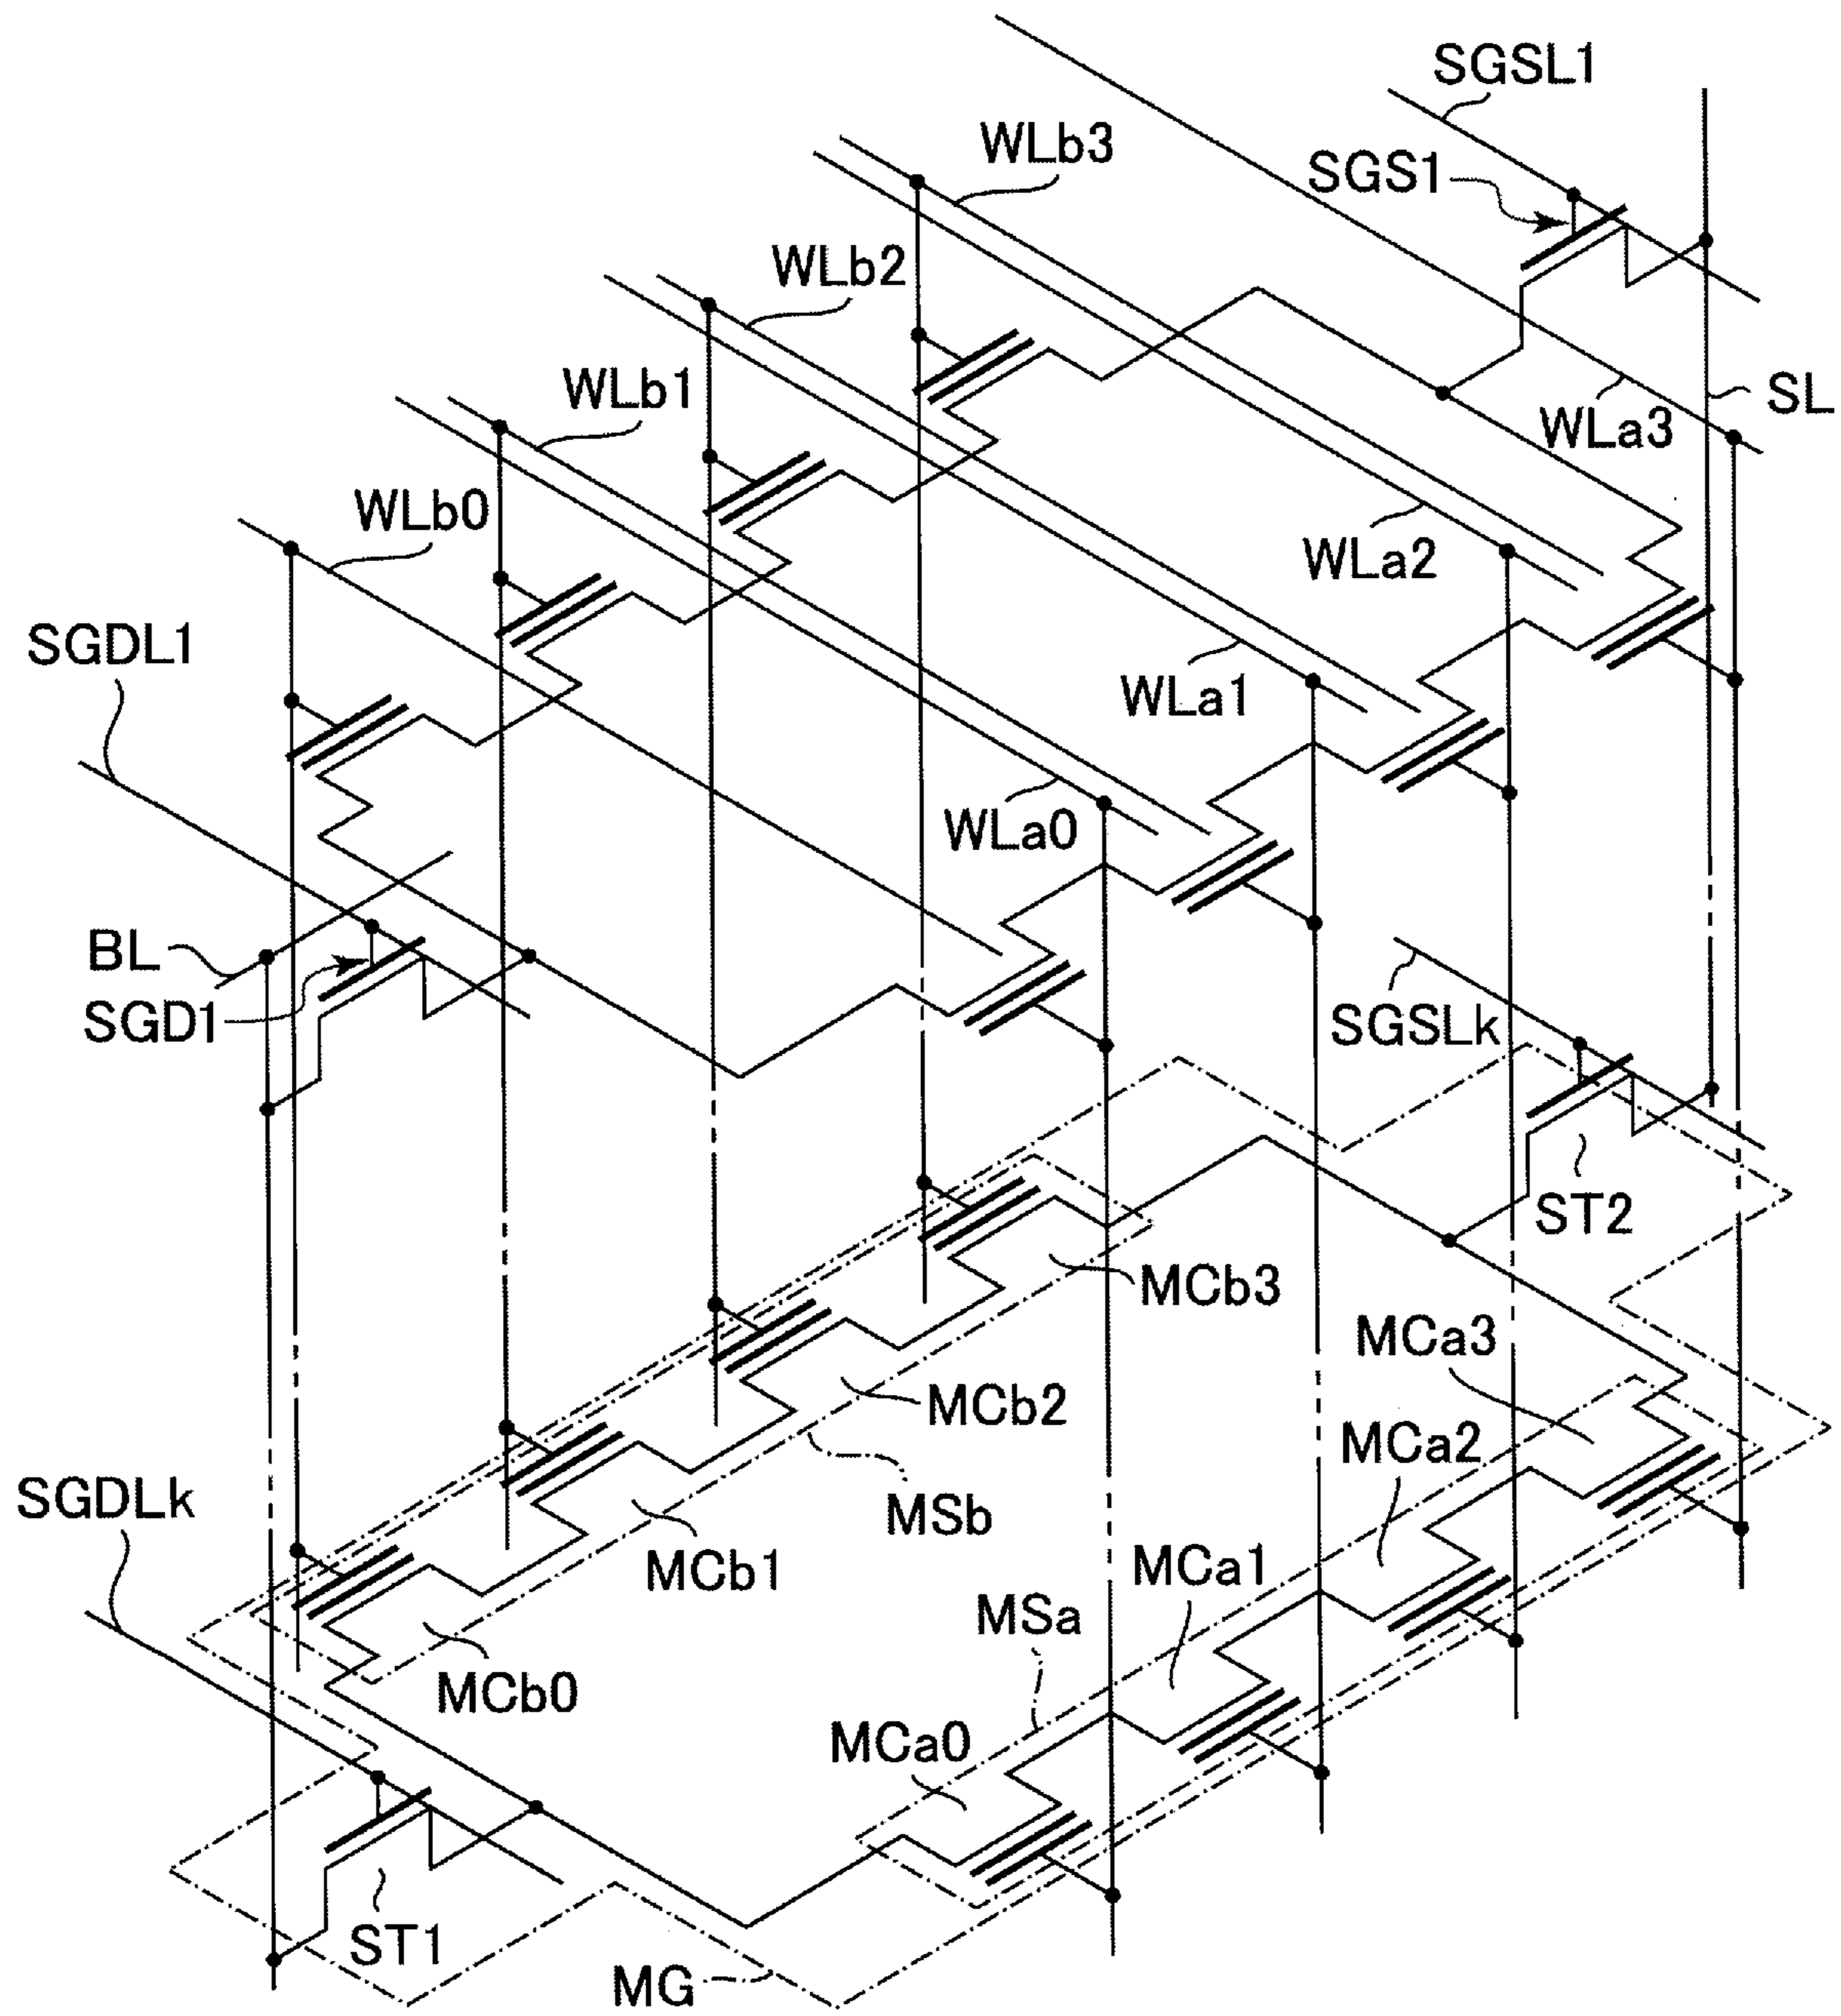 SGSL1
WLb3
SGS1
WLb2
WLb1
SL
WLa3
WLb0
WLa2
SGDL1
WLa1
WLa0
BL
SGD1
SGSLk
ST2
MCb3
MCa3
MCb2
MCa2
SGDLk
MSb
MCb1
MCa1
MSa
MCb0
MCa0
ST1
MG